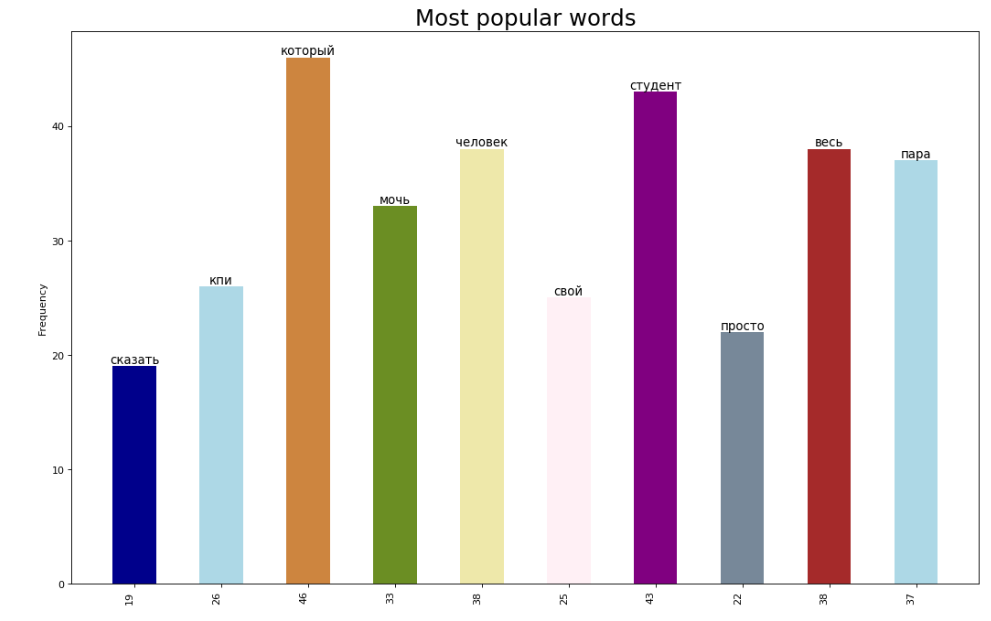 Most popular words
который
студент
40
человек
весь
пара
мочь
30
свой
кпи
Frequency
просто
20
сказать
10
0
19 26 46 33 38 25 43 22 38 37